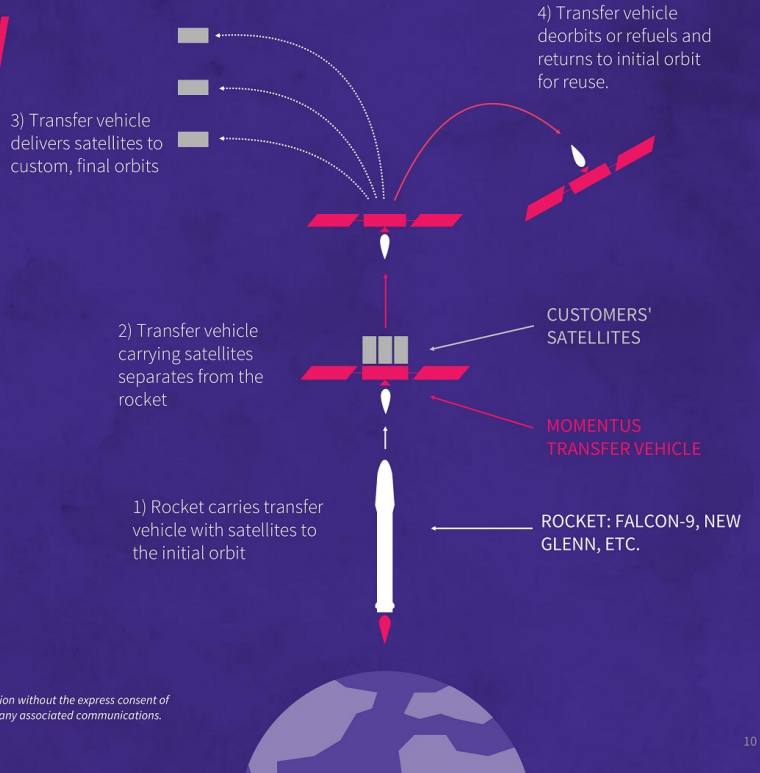 4) Transfer vehicle
deorbits or refuels and
returns to initial orbit
for reuse.
3) Transfer vehicle
delivers satellites to
custom, final orbits
2) Transfer vehicle
carrying satellites
separates from the
rocket
CUSTOMERS'
SATELLITES
MOMENTUS
TRANSFER VEHICLE
1) Rocket carries transfer
vehicle with satellites to
the initial orbit
ROCKET: FALCON-9, NEW
GLENN, ETC.
ion without the express consent of
any associated communications.
10